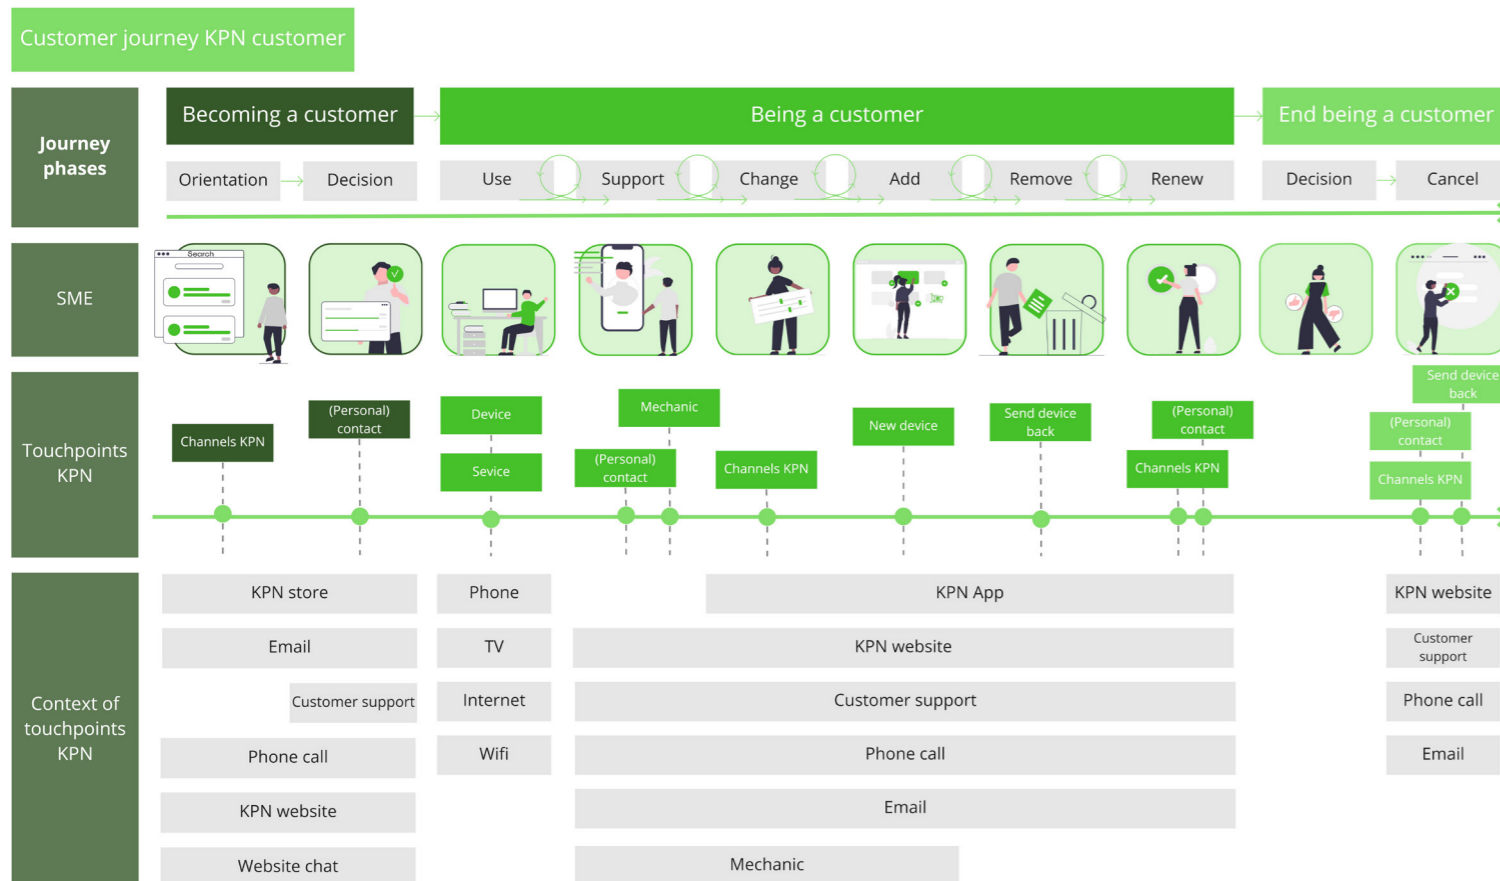 Customer journey KPN customer
Journey
phases
Becoming a customer
Being a customer
End being a customer
Orientation
Decision
Use
Support
Change
Add
Remove
Renew
Decision
Cancel
SME
Search
Touchpoints
KPN
Channels KPN
(Personal)
contact
Device
Sevice
(Personal)
contact
Mechanic
Channels KPN
New device
Send device
back
(Personal)
contact
Channels KPN
Send device
back
(Personal)
contact
Channels KPN
Context of
touchpoints
KPN
KPN store
Email
Customer support
Phone call
KPN website
Website chat
Phone
TV
Internet
Wifi
KPN App
KPN website
Customer support
Phone call
Email
Mechanic
KPN website
Customer
support
Phone call
Email